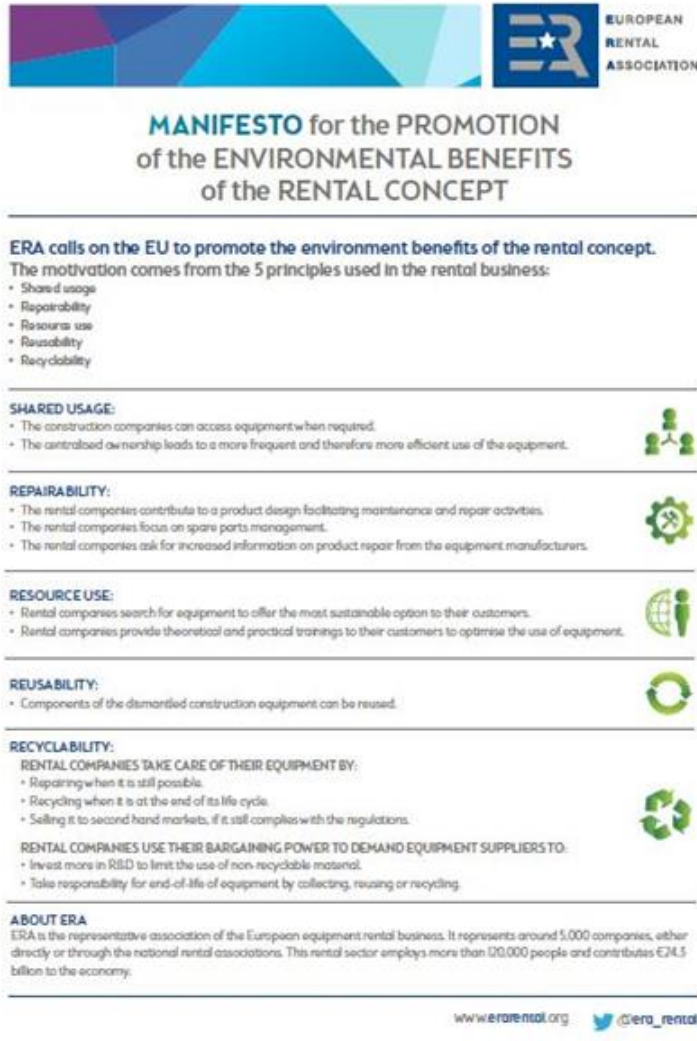 EUROPEAN
RENTAL
ASSOCIATION
MANIFESTO for the PROMOTION
of the ENVIRONMENTAL BENEFITS
of the RENTAL CONCEPT
ERA calls on the EU to promote the environment benefits of the rental concept.
The motivation comes from the 5 principles used in the rental business:
• Shared usage
• Repairability
• Resource use
• Reusability
• Recyclability
SHARED USAGE:
• The construction companies can access equipment when required.
• The centralised ownership leads to a more frequent and therefore more efficient use of the equipment.
REPAIRABILITY:
• The rental companies contribute to a product design facilitating maintenance and repair activities.
• The rental companies focus on spare parts management.
• The rental companies ask for increased information on product repair from the equipment manufacturers.
RESOURCE USE:
• Rental companies search for equipment to offer the most sustainable option to their customers.
• Rental companies provide theoretical and practical trainings to their customers to optimise the use of equipment.
REUSABILITY:
• Components of the dismantled construction equipment can be reused.
RECYCLABILITY:
RENTAL COMPANIES TAKE CARE OF THEIR EQUIPMENT BY:
• Repairing when it is still possible.
• Recycling when it is at the end of its life cycle.
• Selling it to second hand markets, if it still complies with the regulations.
RENTAL COMPANIES USE THEIR BARGAINING POWER TO DEMAND EQUIPMENT SUPPLIERS TO:
• Invest more in R&D to limit the use of non-recyclable material.
• Take responsibility for end-of-life of equipment by collecting, reusing or recycling.
ABOUT ERA
ERA is the representative association of the European equipment rental business. It represents around 5,000 companies, either
directly or through the national rental associations. This rental sector employs more than 120,000 people and contributes €24.5
billion to the economy.
www.erarental.org @era_rental